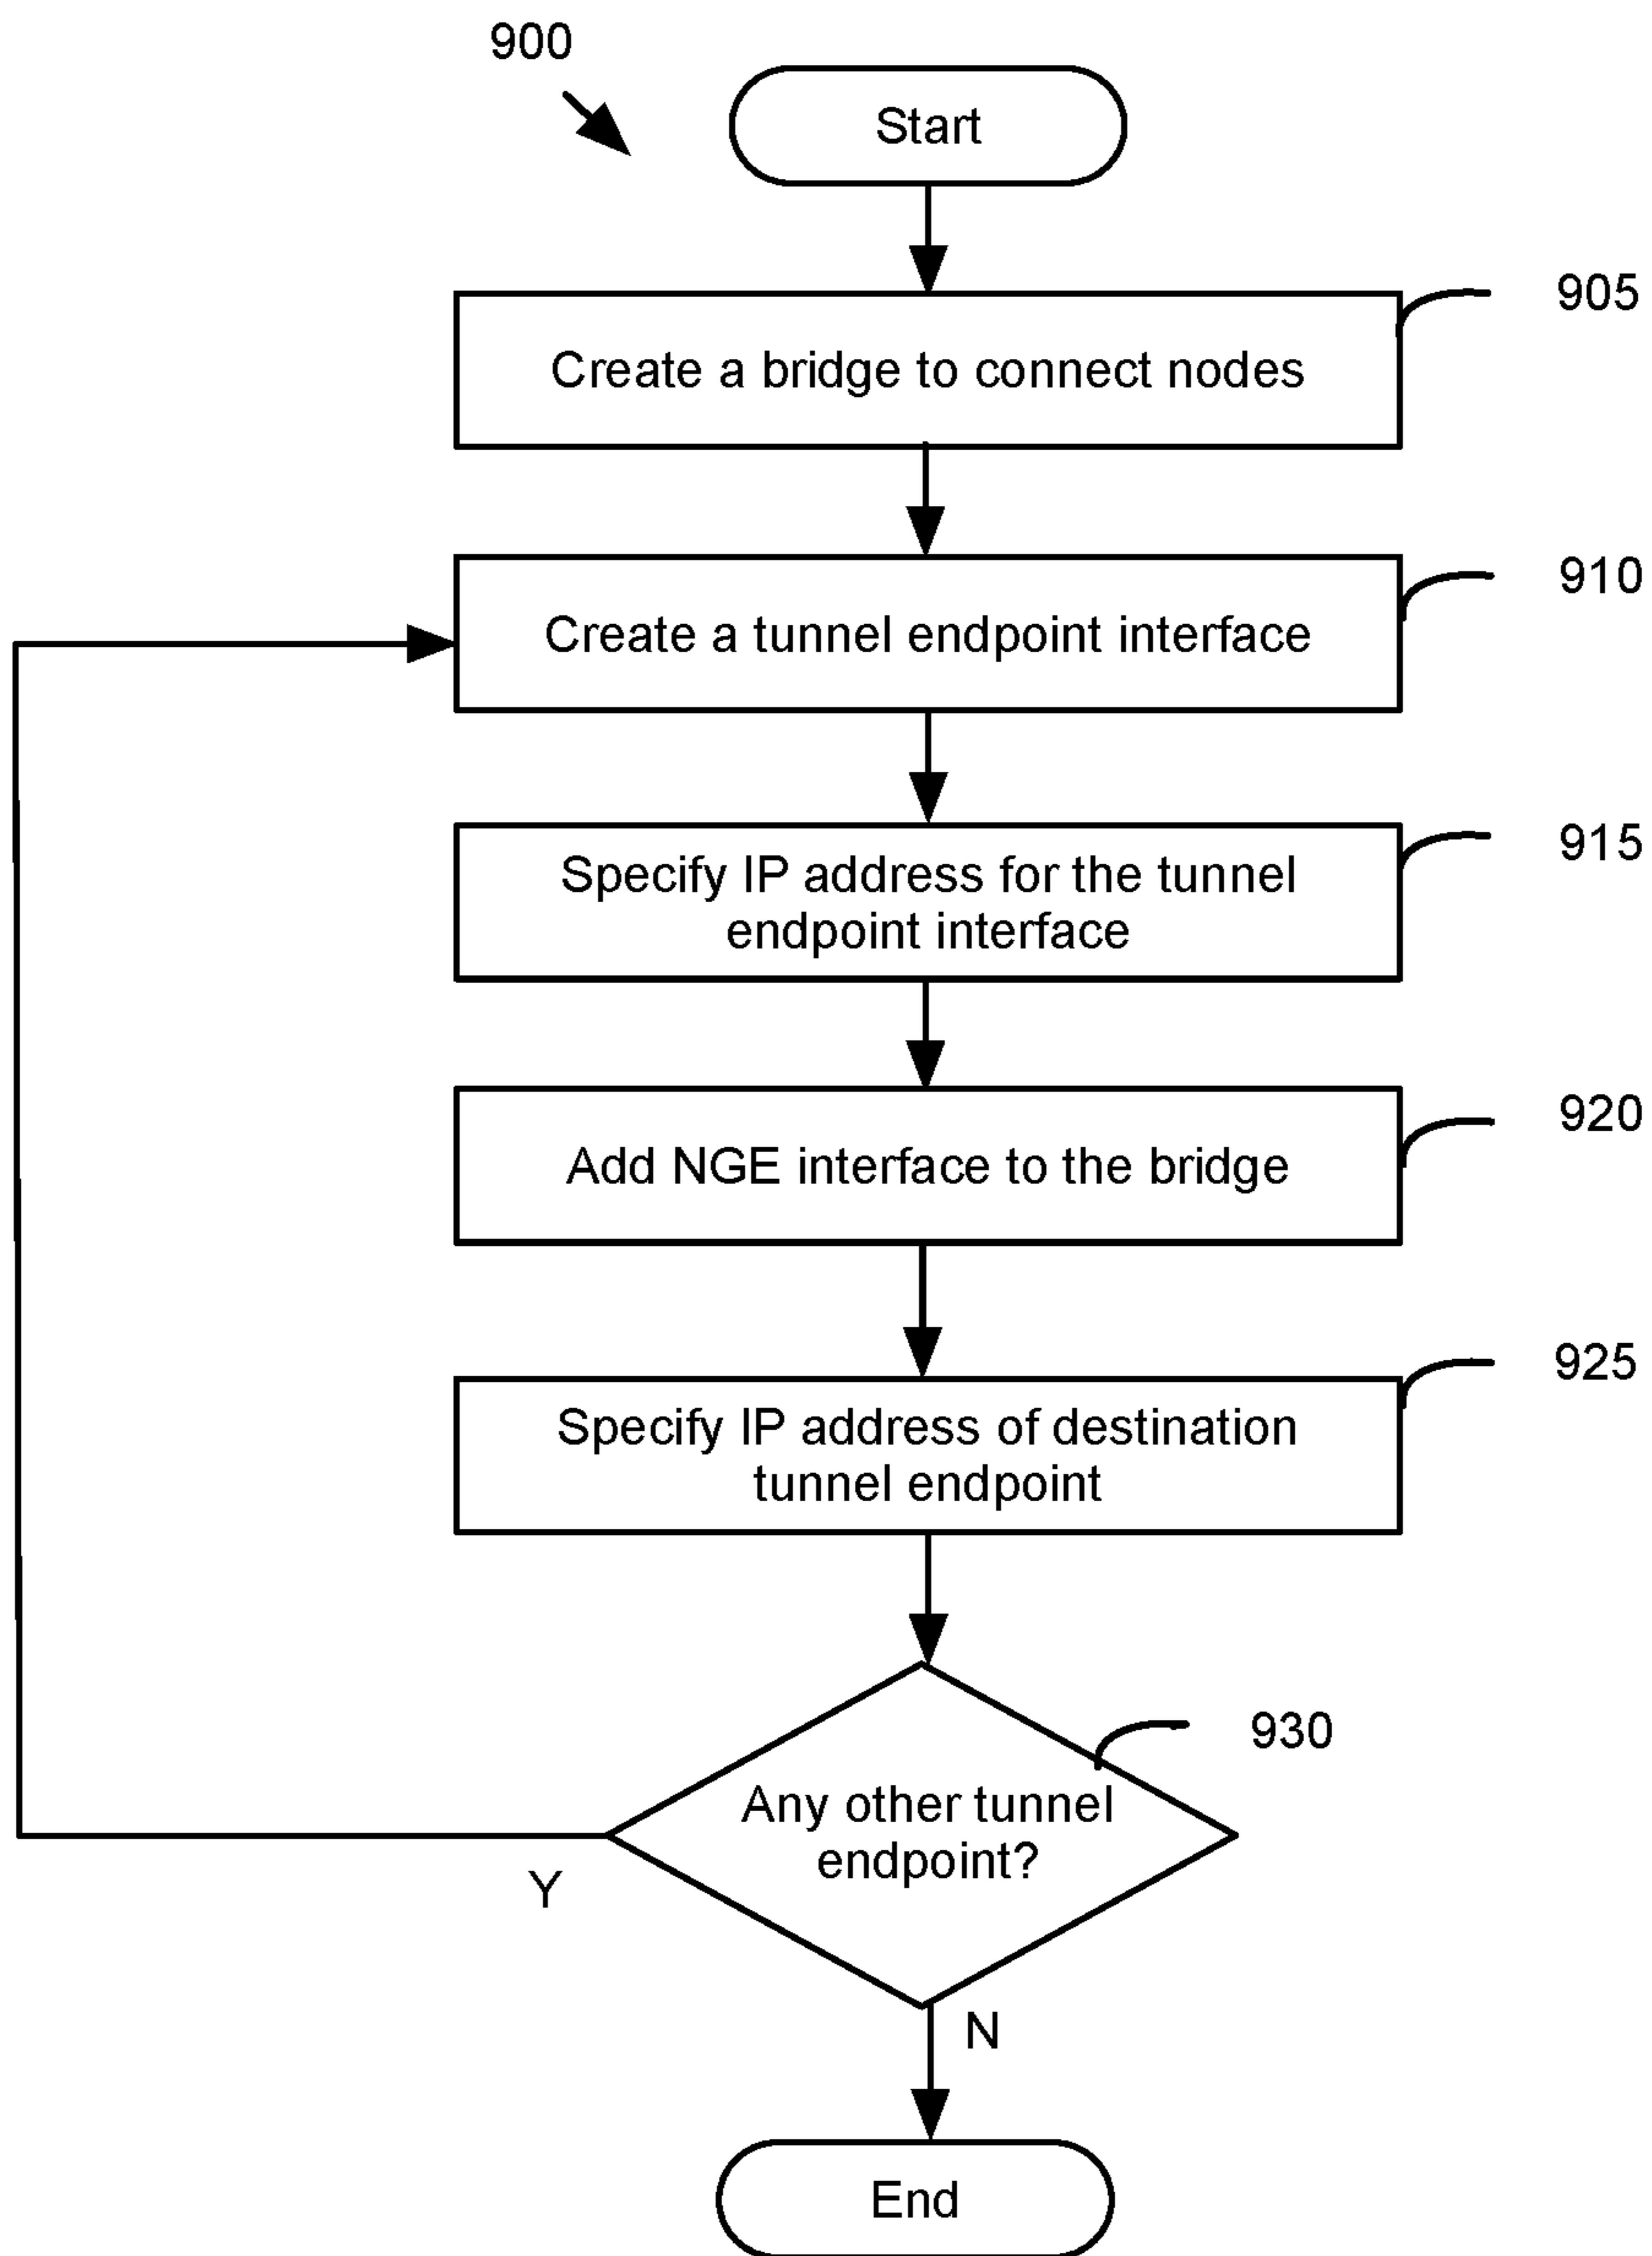 900
Start
905
Create a bridge to connect nodes
910
Create a tunnel endpoint interface
915
Specify IP address for the tunnel
endpoint interface
920
Add NGE interface to the bridge
925
Specify IP address of destination
tunnel endpoint
930
Any other tunnel
endpoint?
Y
N
End